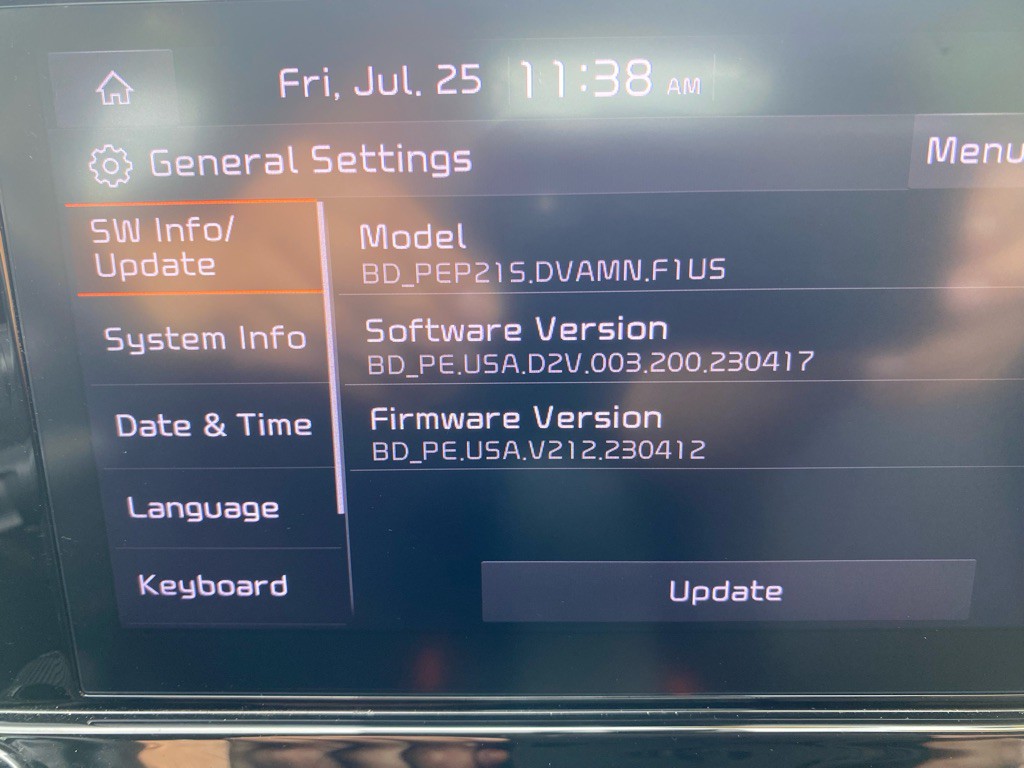 Fri, Jul. 25 11:38 AM
General Settings
Menu
SW Info/
Update
Model
BD_PEP21S.DVAMN.F1US
System Info
Software Version
BD_PE.USA.D2V.003.200.230417
Date & Time
Firmware Version
BD_PE.USA.V212.230412
Language
Keyboard
Update